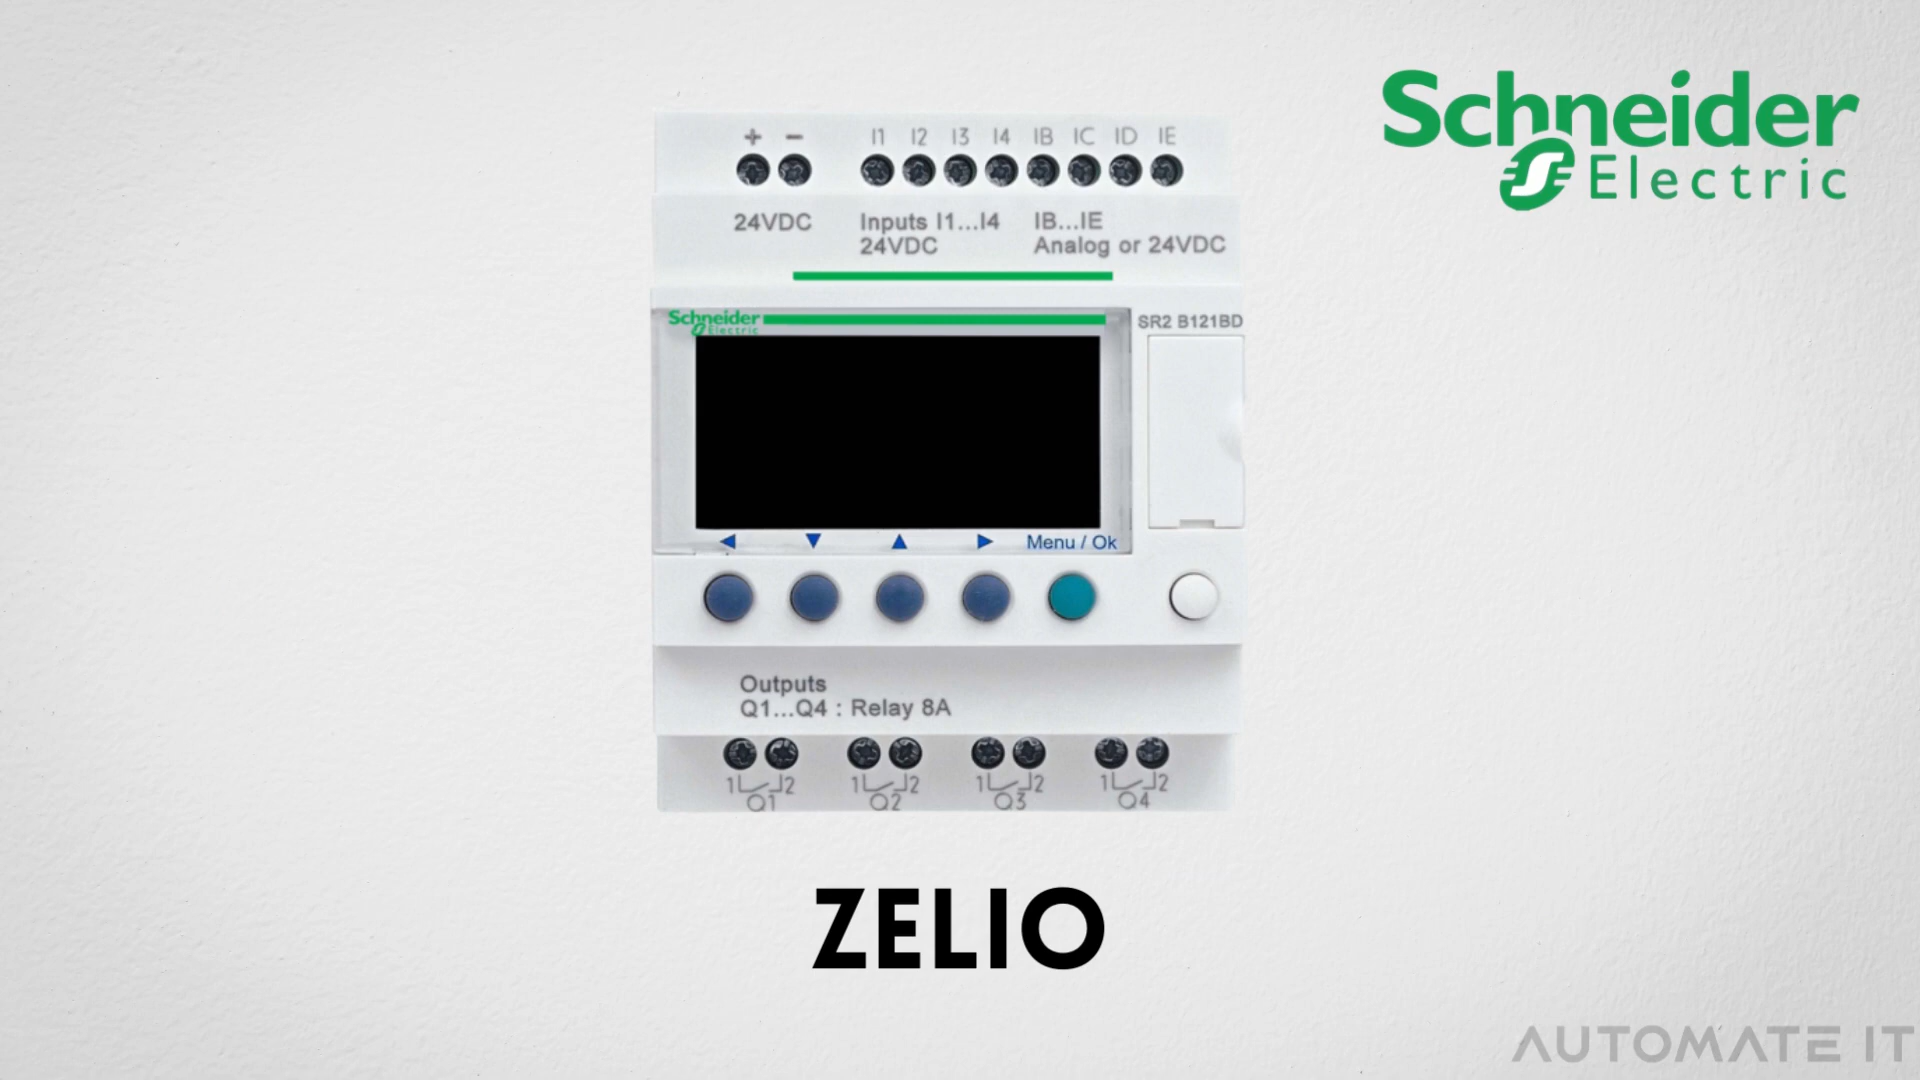 Schneider
Electric
+ − I1 I2 I3 I4 IB IC ID IE
24VDC
Inputs I1...I4
24VDC
IB...IE
Analog or 24VDC
Schneider
Electric
SR2 B121BD
◀ ▼ ▲ ▶ Menu / Ok
Outputs
Q1...Q4 : Relay 8A
1 2 1 2 1 2 1 2
Q1 Q2 Q3 Q4
ZELIO
AUTOMATE IT